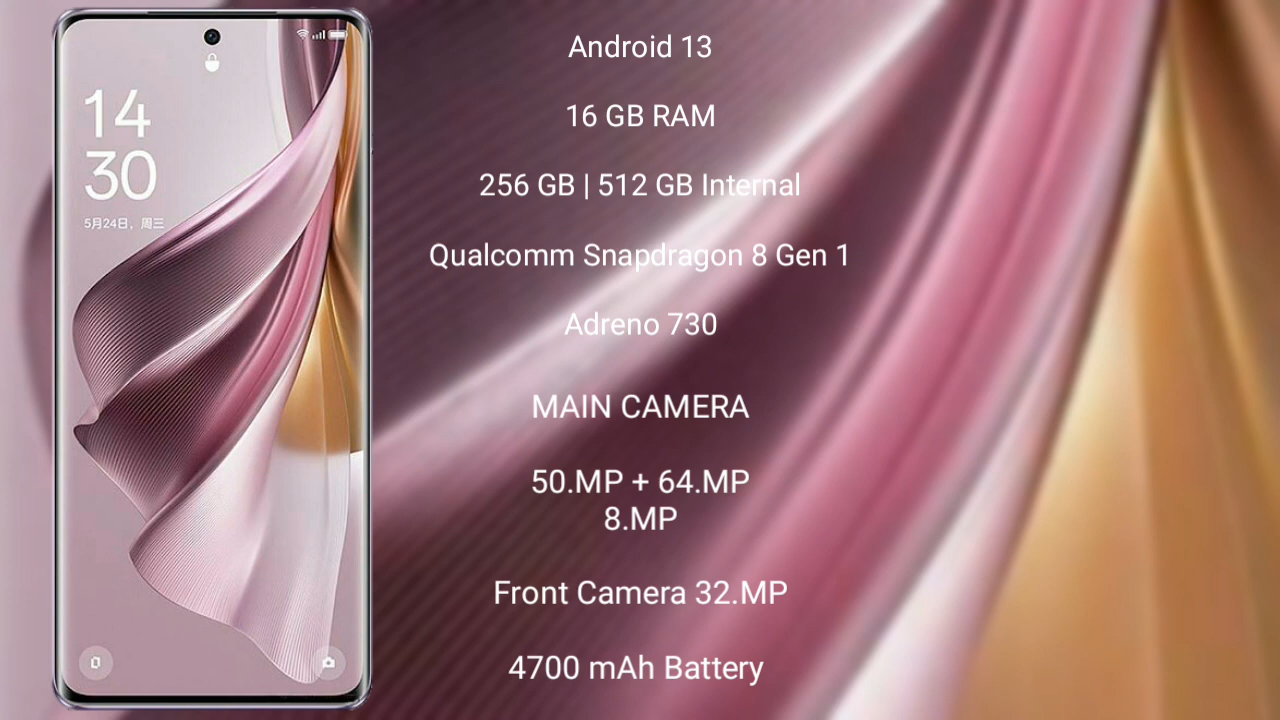 14
30
5月24日，周三
Android 13
16 GB RAM
256 GB | 512 GB Internal
Qualcomm Snapdragon 8 Gen 1
Adreno 730
MAIN CAMERA
50.MP + 64.MP
8.MP
Front Camera 32.MP
4700 mAh Battery